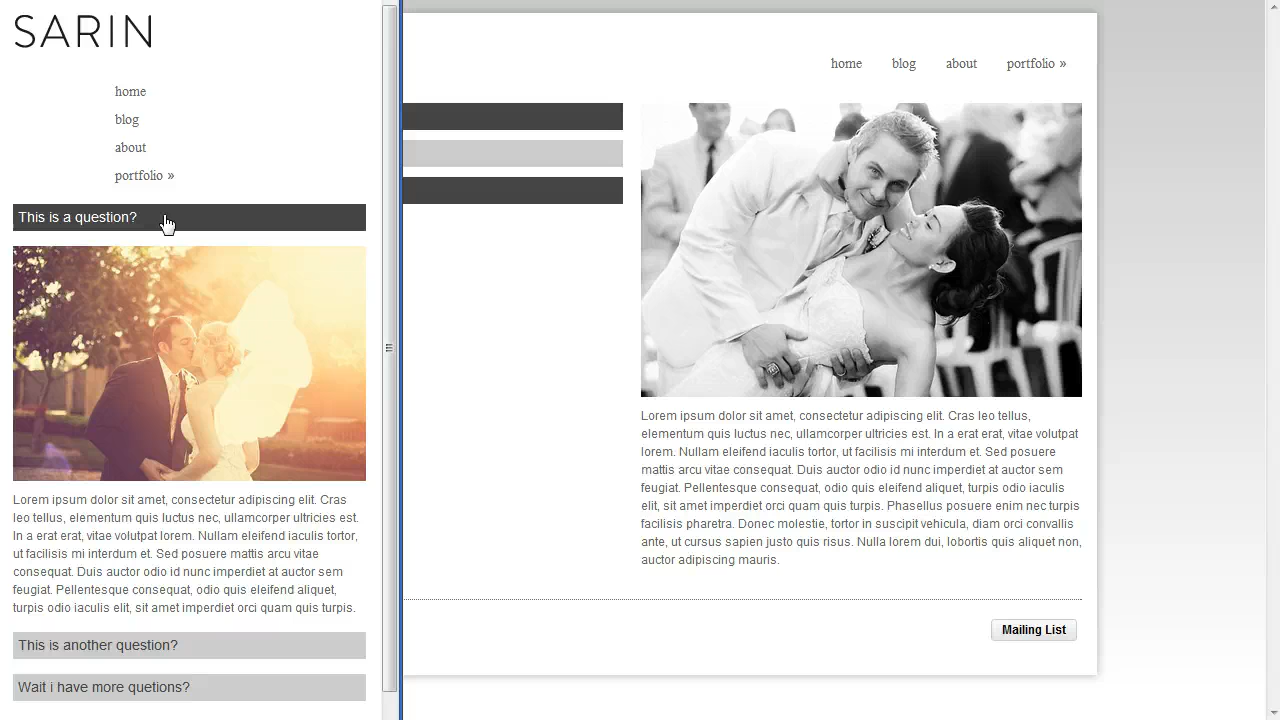 SARIN
home
blog
about
portfolio »
This is a question?
Lorem ipsum dolor sit amet, consectetur adipiscing elit. Cras
leo tellus, elementum quis luctus nec, ullamcorper ultricies est.
In a erat erat, vitae volutpat lorem. Nullam eleifend iaculis tortor,
ut facilisis mi interdum et. Sed posuere mattis arcu vitae
consequat. Duis auctor odio id nunc imperdiet at auctor sem
feugiat. Pellentesque consequat, odio quis eleifend aliquet,
turpis odio iaculis elit, sit amet imperdiet orci quam quis turpis.
This is another question?
Wait i have more quetions?
home blog about portfolio »
Lorem ipsum dolor sit amet, consectetur adipiscing elit. Cras leo tellus,
elementum quis luctus nec, ullamcorper ultricies est. In a erat erat, vitae volutpat
lorem. Nullam eleifend iaculis tortor, ut facilisis mi interdum et. Sed posuere
mattis arcu vitae consequat. Duis auctor odio id nunc imperdiet at auctor sem
feugiat. Pellentesque consequat, odio quis eleifend aliquet, turpis odio iaculis
elit, sit amet imperdiet orci quam quis turpis. Phasellus posuere enim nec turpis
facilisis pharetra. Donec molestie, tortor in suscipit vehicula, diam orci convallis
ante, ut cursus sapien justo quis risus. Nulla lorem dui, lobortis quis aliquet non,
auctor adipiscing mauris.
Mailing List